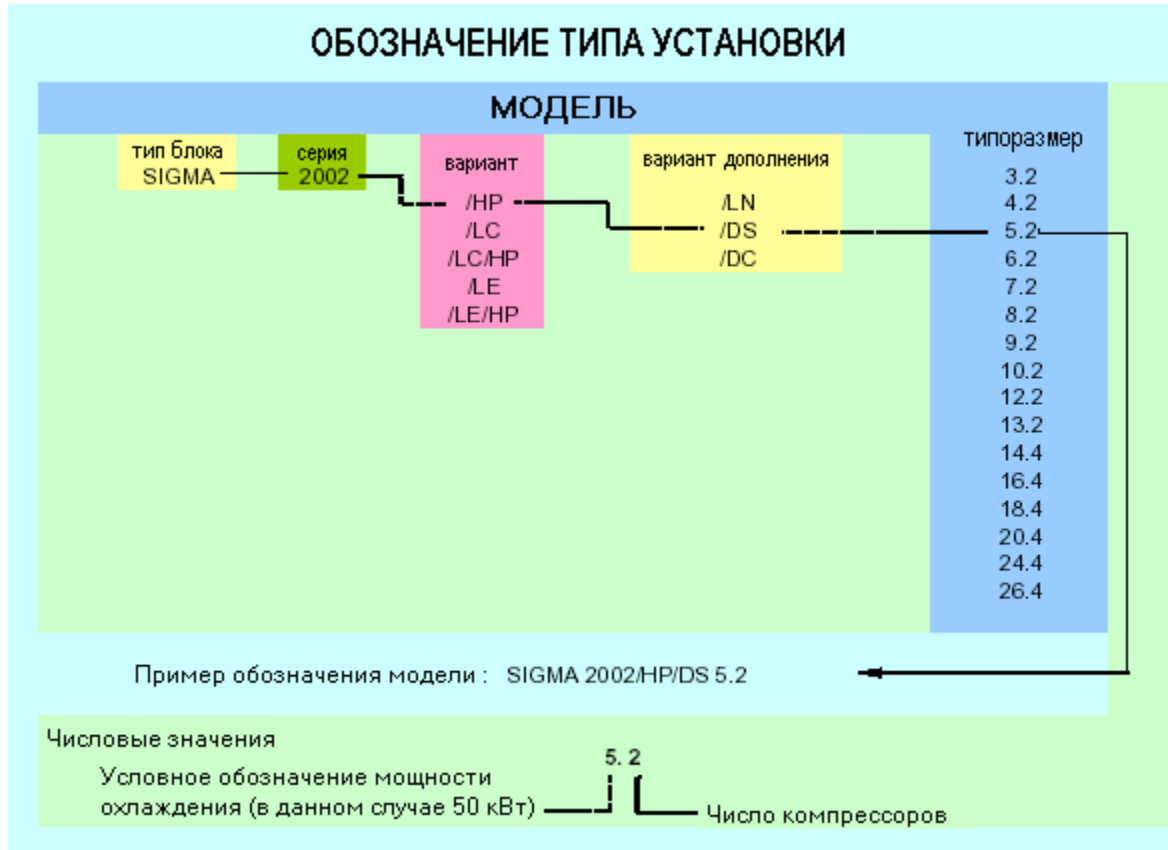 ОБОЗНАЧЕНИЕ ТИПА УСТАНОВКИ
МОДЕЛЬ
тип блока
SIGMA
серия
2002
вариант
/HP
/LC
/LC/HP
/LE
/LE/HP
вариант дополнения
/LN
/DS
/DC
типоразмер
3.2
4.2
5.2
6.2
7.2
8.2
9.2
10.2
12.2
13.2
14.4
16.4
18.4
20.4
24.4
26.4
Пример обозначения модели : SIGMA 2002/HP/DS 5.2
Числовые значения
5. 2
Условное обозначение мощности
охлаждения (в данном случае 50 кВт)
Число компрессоров